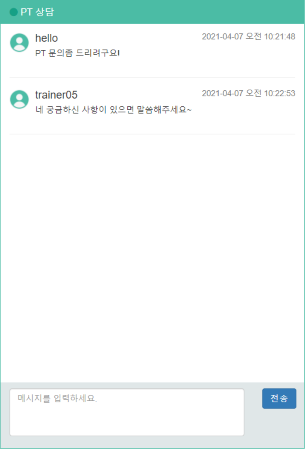 PT 상담
hello 2021-04-07 오전 10:21:48
PT 문의좀 드리려구요!
trainer05 2021-04-07 오전 10:22:53
네 궁금하신 사항이 있으면 말씀해주세요~
메시지를 입력하세요.
전송